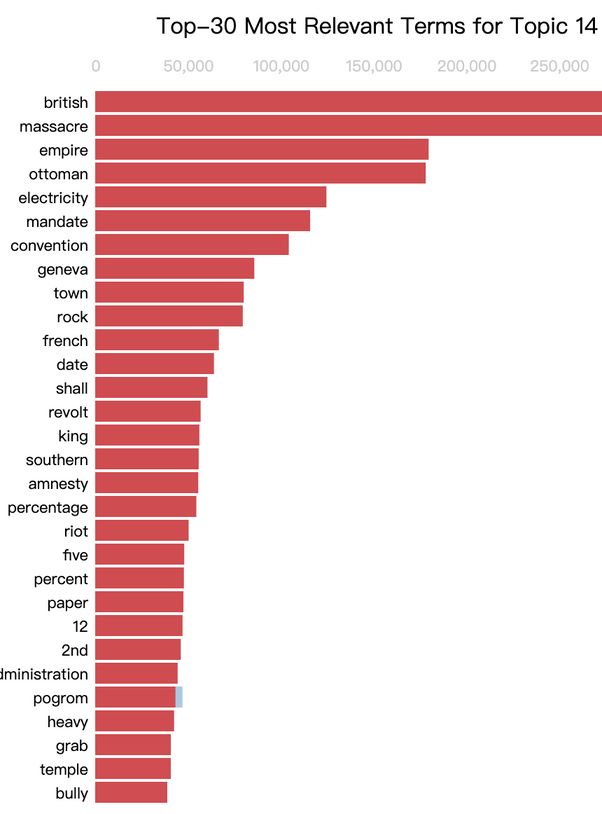 Top-30 Most Relevant Terms for Topic 14
0 50,000 100,000 150,000 200,000 250,000
british
massacre
empire
ottoman
electricity
mandate
convention
geneva
town
rock
french
date
shall
revolt
king
southern
amnesty
percentage
riot
five
percent
paper
12
2nd
dministration
pogrom
heavy
grab
temple
bully